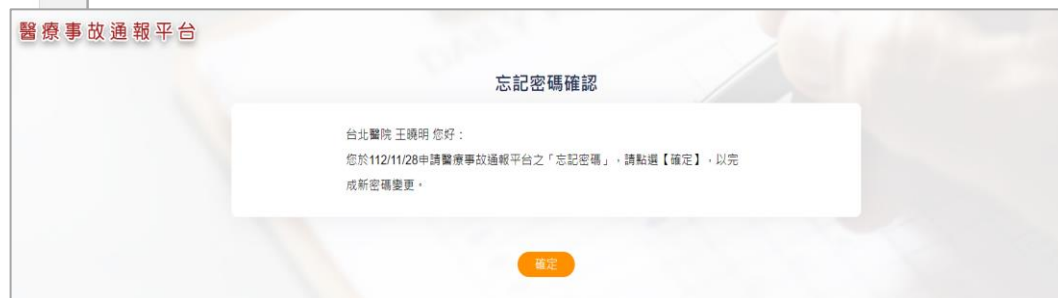 醫療事故通報平台
忘記密碼確認
台北醫院 王曉明 您好：
您於112/11/28申請醫療事故通報平台之「忘記密碼」，請點選【確定】，以完
成新密碼變更。
確定